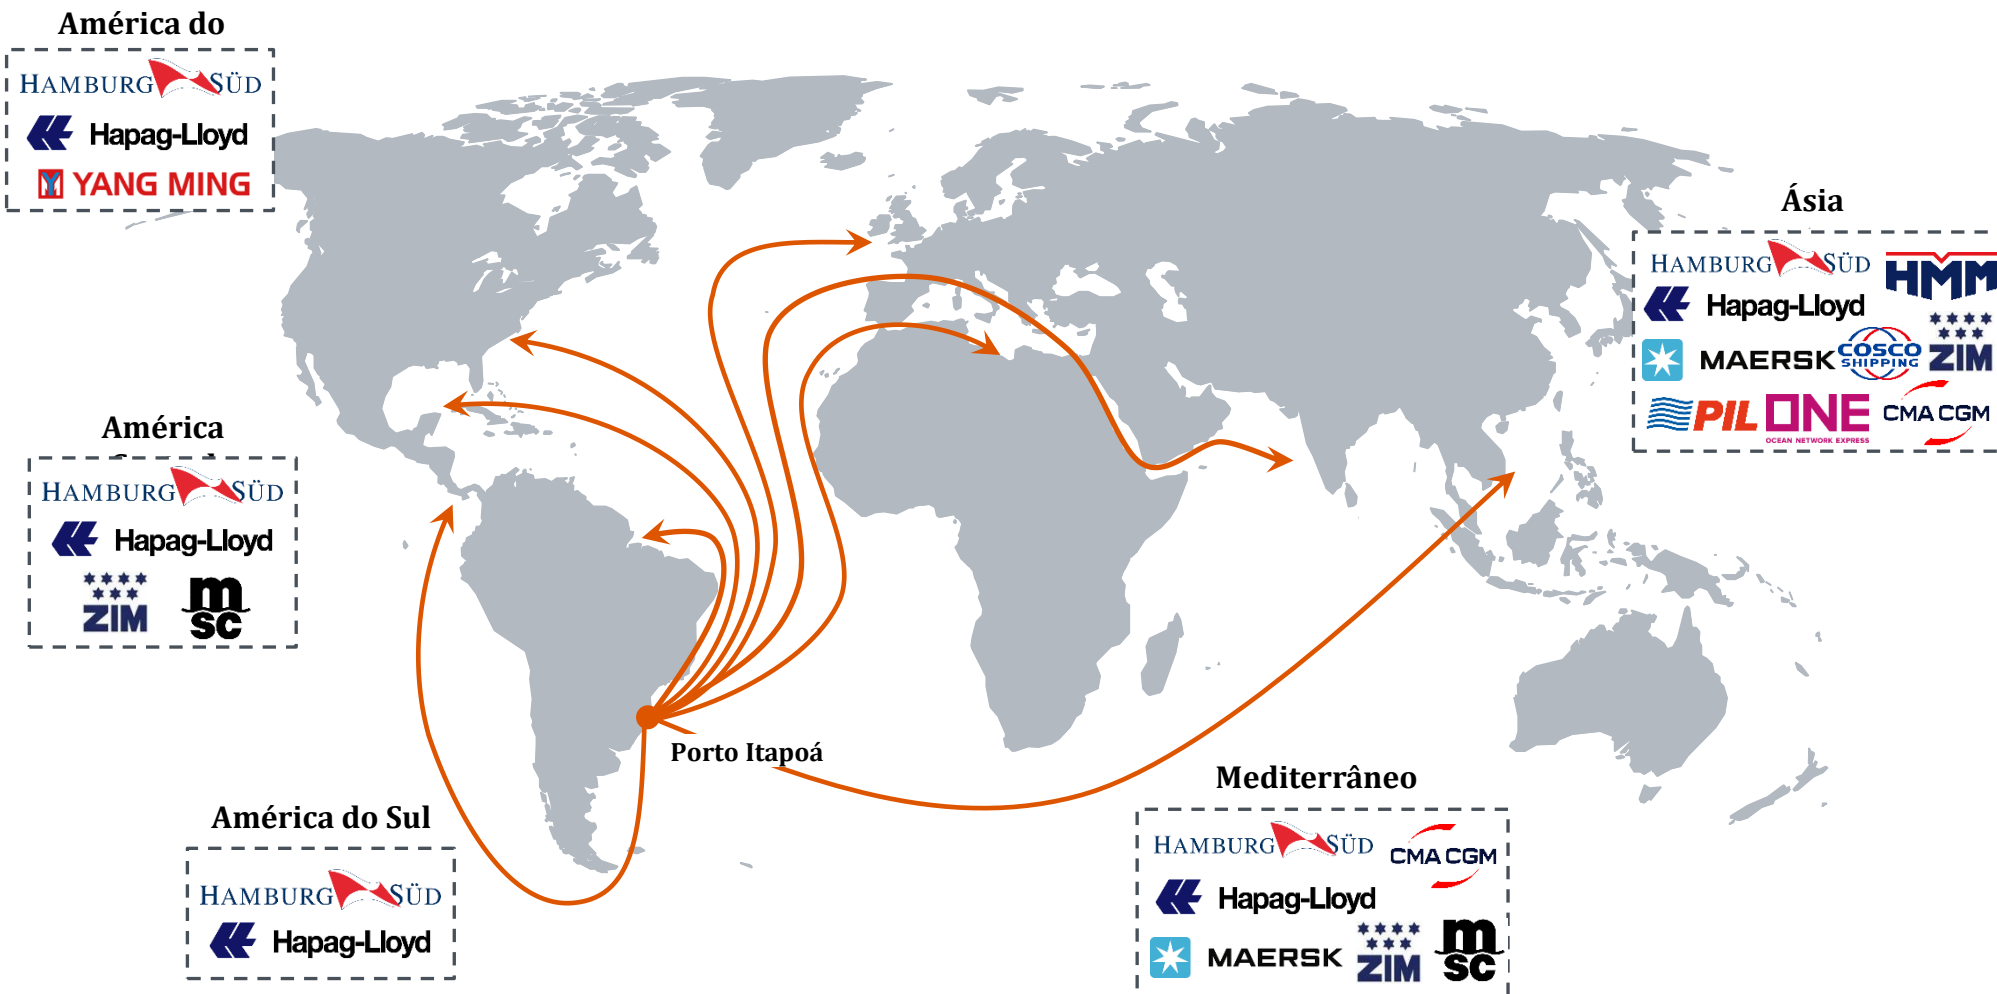 América do
HAMBURG SÜD
Hapag-Lloyd
YANG MING
Ásia
HAMBURG SÜD HMM
Hapag-Lloyd
MAERSK COSCO SHIPPING ZIM
PIL ONE CMA CGM
OCEAN NETWORK EXPRESS
América
HAMBURG SÜD
Hapag-Lloyd
ZIM msc
Porto Itapoá
América do Sul
HAMBURG SÜD
Hapag-Lloyd
Mediterrâneo
HAMBURG SÜD CMA CGM
Hapag-Lloyd
MAERSK ZIM msc